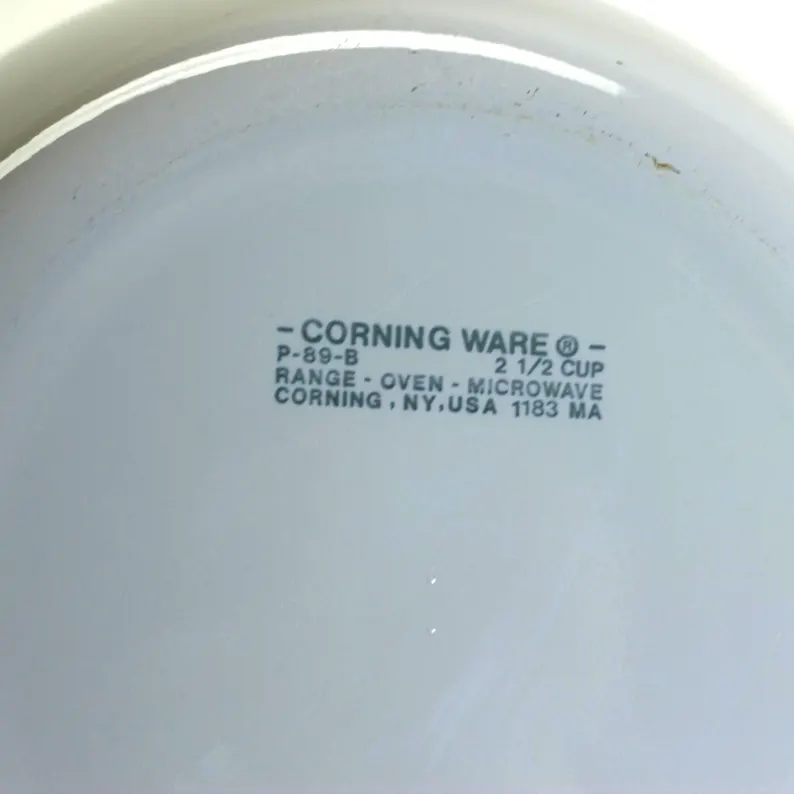 - CORNING WARE ® -
P-89-B 2 1/2 CUP
RANGE - OVEN - MICROWAVE
CORNING, NY, USA 1183 MA